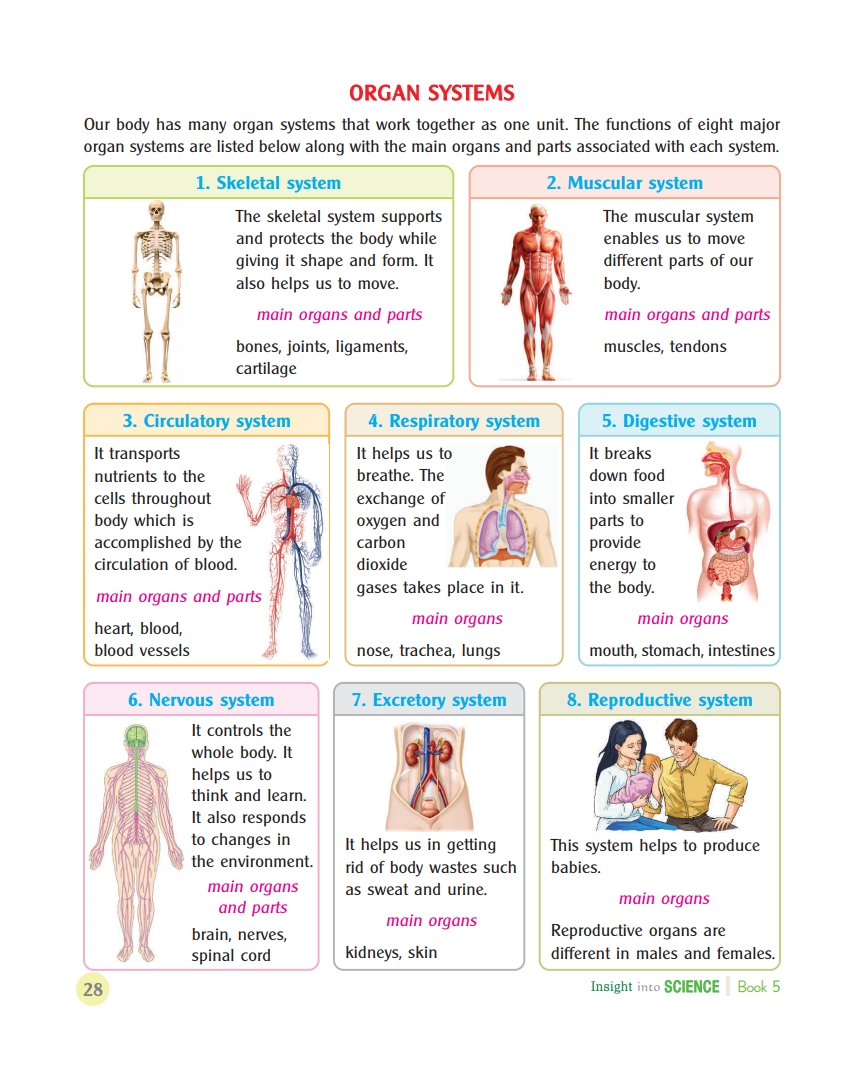 ORGAN SYSTEMS
Our body has many organ systems that work together as one unit. The functions of eight major
organ systems are listed below along with the main organs and parts associated with each system.
1. Skeletal system
The skeletal system supports
and protects the body while
giving it shape and form. It
also helps us to move.
main organs and parts
bones, joints, ligaments,
cartilage
2. Muscular system
The muscular system
enables us to move
different parts of our
body.
main organs and parts
muscles, tendons
3. Circulatory system
It transports
nutrients to the
cells throughout
body which is
accomplished by the
circulation of blood.
main organs and parts
heart, blood,
blood vessels
4. Respiratory system
It helps us to
breathe. The
exchange of
oxygen and
carbon
dioxide
gases takes place in it.
main organs
nose, trachea, lungs
5. Digestive system
It breaks
down food
into smaller
parts to
provide
energy to
the body.
main organs
mouth, stomach, intestines
6. Nervous system
It controls the
whole body. It
helps us to
think and learn.
It also responds
to changes in
the environment.
main organs
and parts
brain, nerves,
spinal cord
7. Excretory system
It helps us in getting
rid of body wastes such
as sweat and urine.
main organs
kidneys, skin
8. Reproductive system
This system helps to produce
babies.
main organs
Reproductive organs are
different in males and females.
28
Insight into SCIENCE Book 5